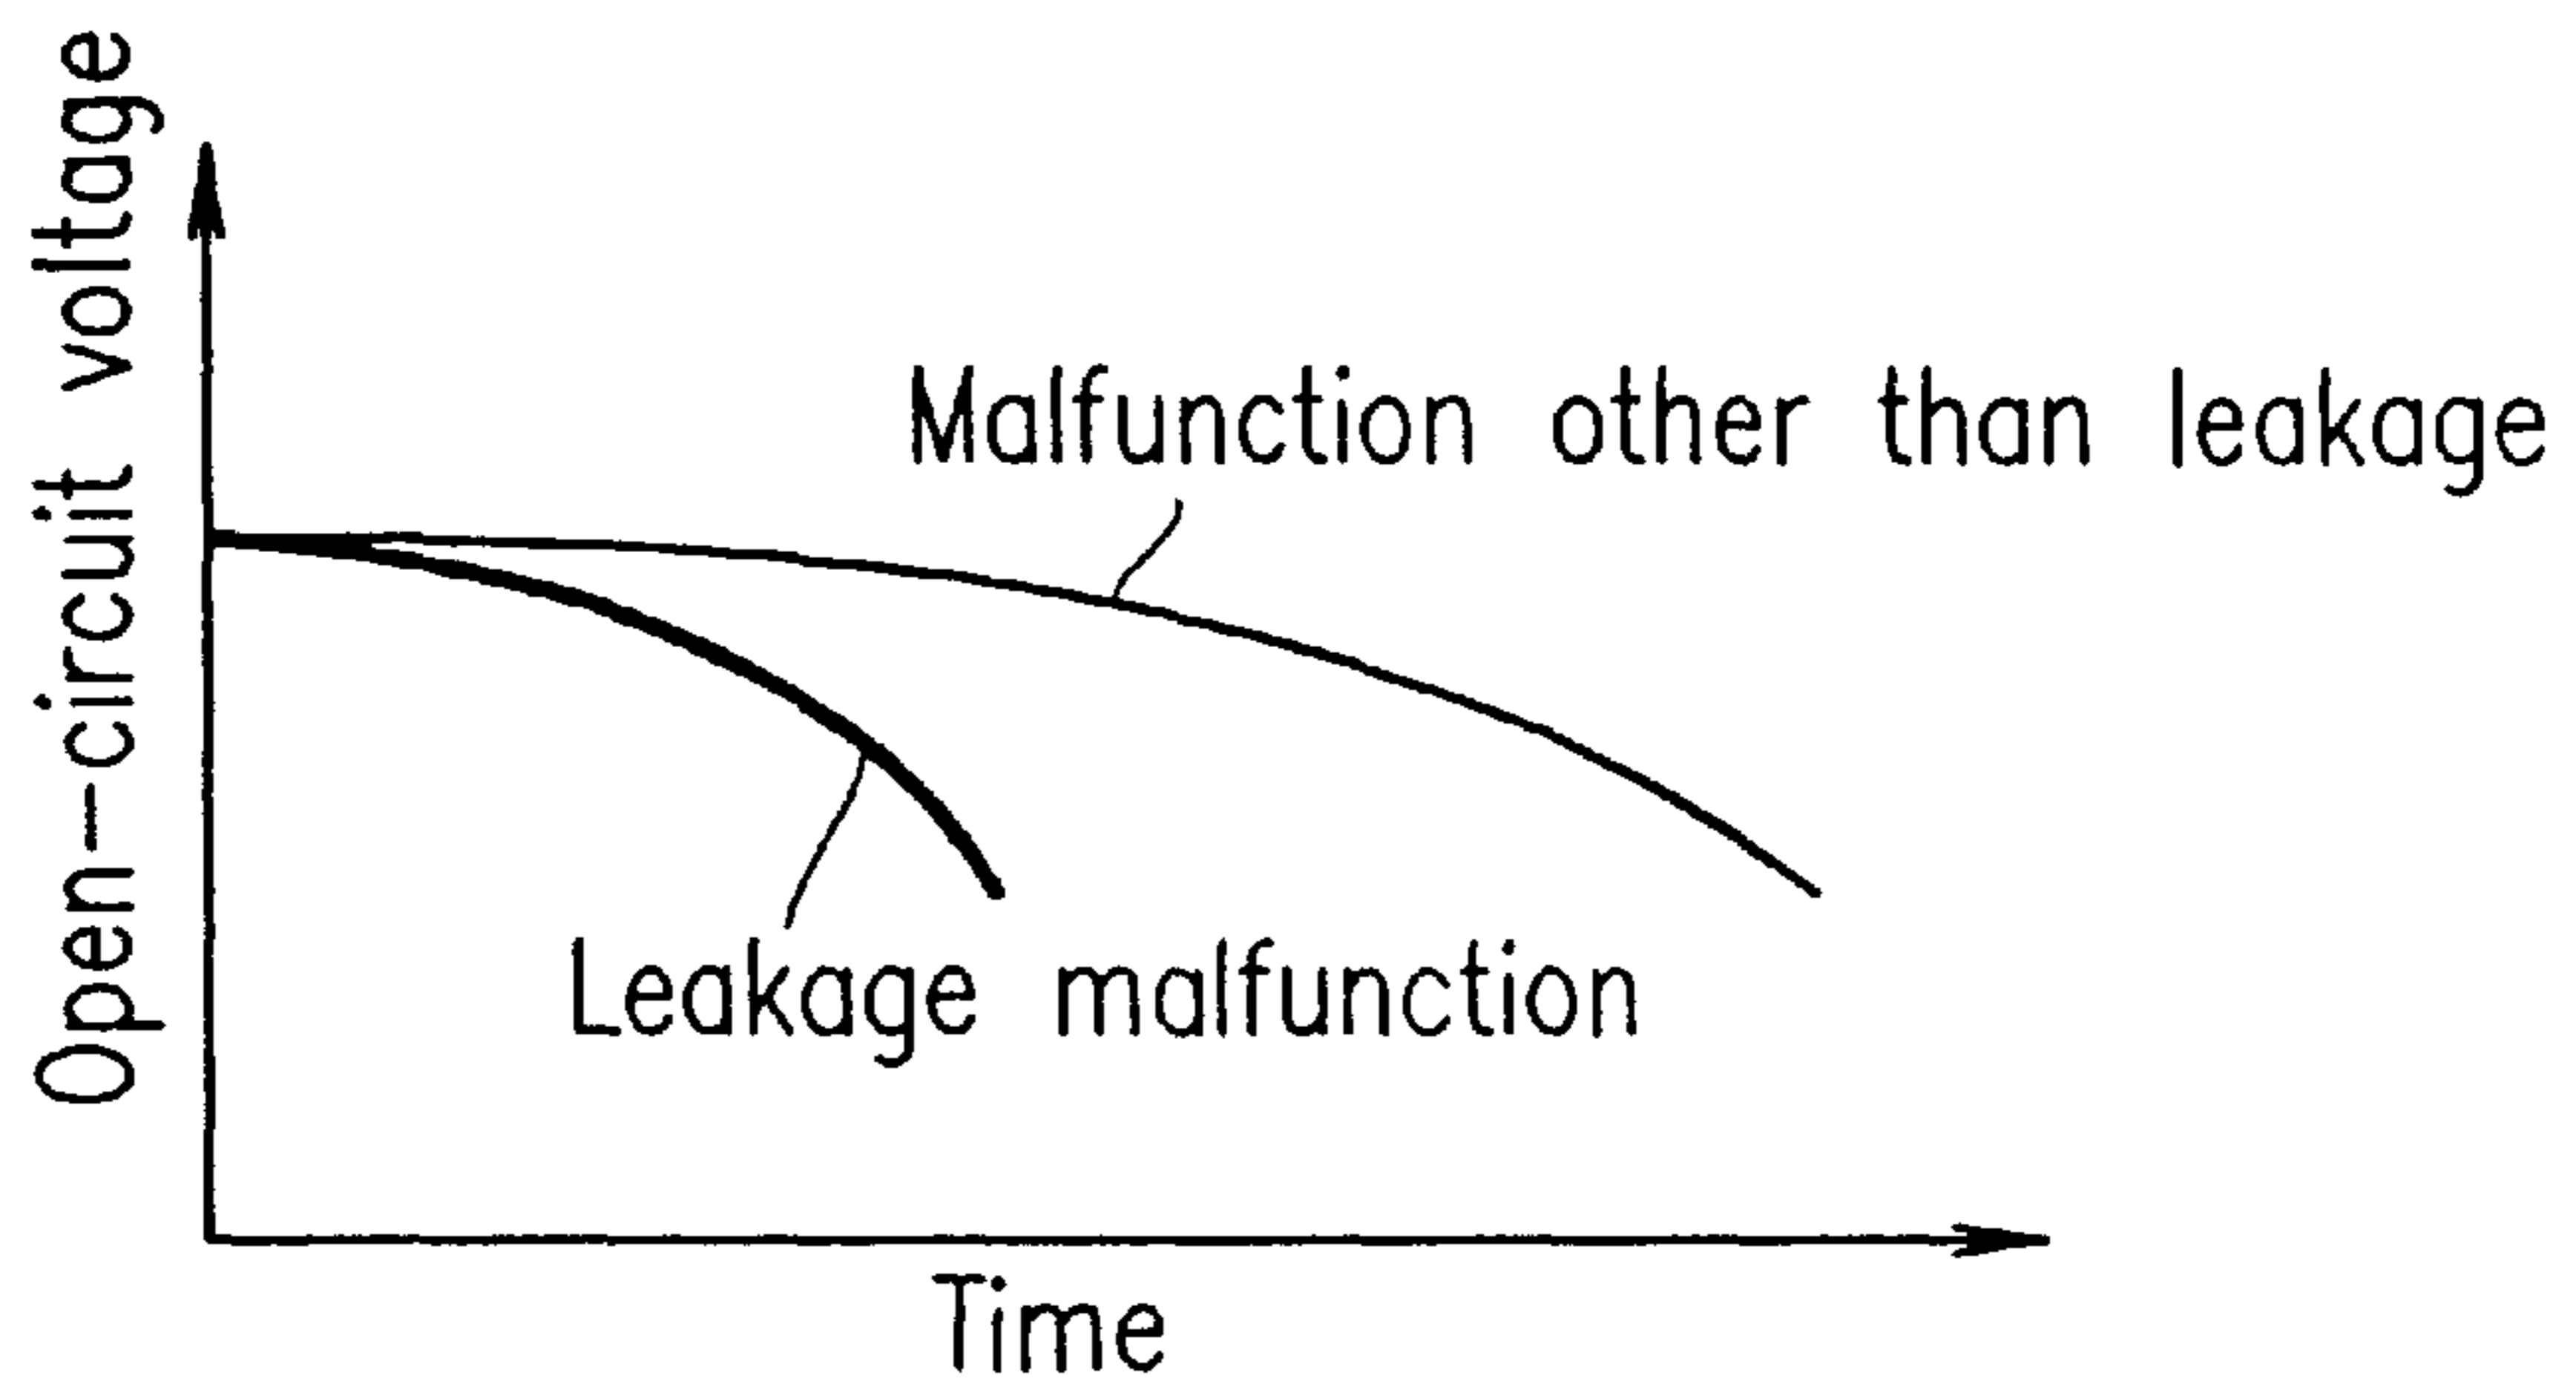 Open-circuit voltage
Malfunction other than leakage
Leakage malfunction
Time